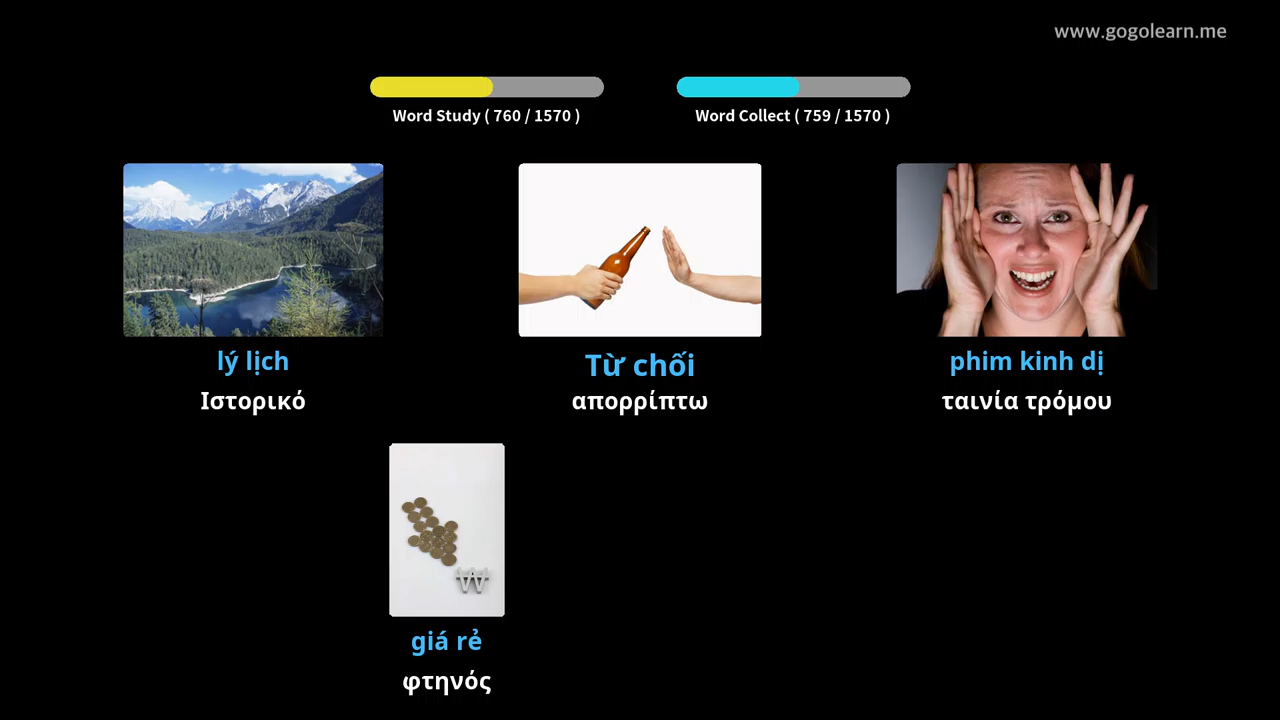 www.gogolearn.me
Word Study ( 760 / 1570 )
Word Collect ( 759 / 1570 )
lý lịch
Ιστορικό
Từ chối
απορρίπτω
phim kinh dị
ταινία τρόμου
giá rẻ
φτηνός